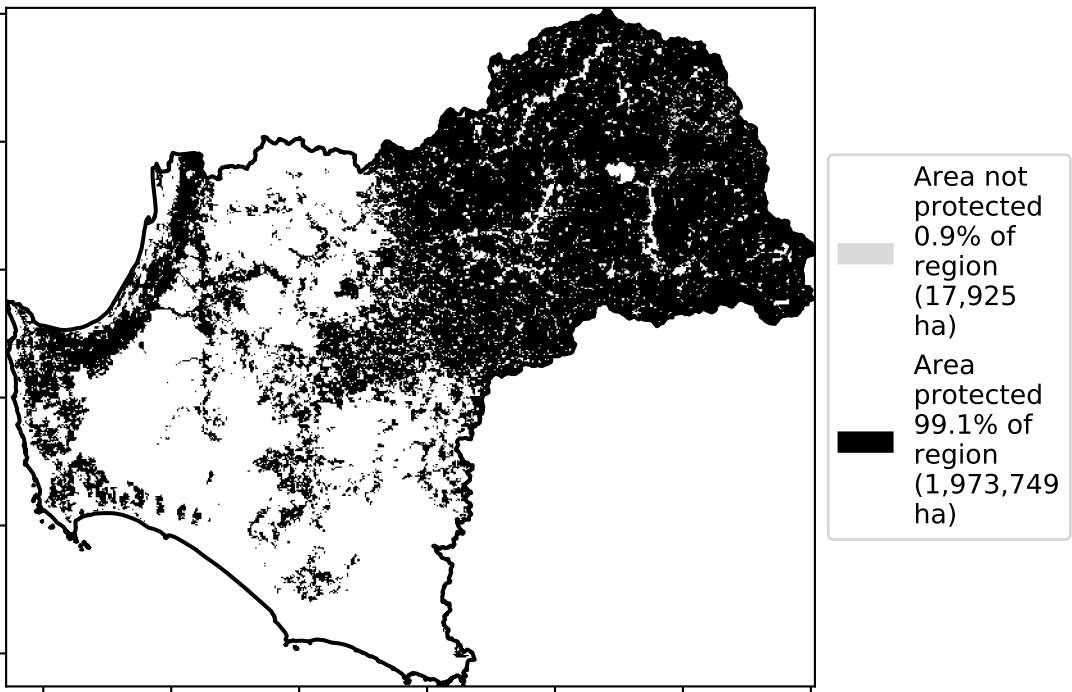 Area not
protected
0.9% of
region
(17,925
ha)
Area
protected
99.1% of
region
(1,973,749
ha)